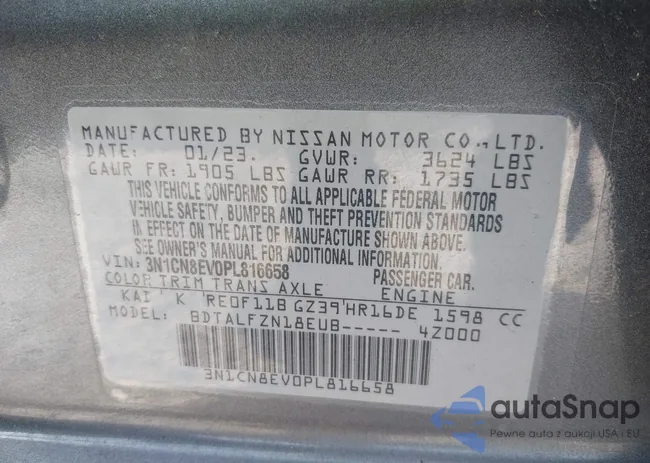 MANUFACTURED BY NISSAN MOTOR CO., LTD.
DATE: 01/23. GVWR: 3624 LBS
GAWR FR: 1905 LBS GAWR RR: 1735 LBS
THIS VEHICLE CONFORMS TO ALL APPLICABLE FEDERAL MOTOR
VEHICLE SAFETY, BUMPER AND THEFT PREVENTION STANDARDS
IN EFFECT ON THE DATE OF MANUFACTURE SHOWN ABOVE.
SEE OWNER'S MANUAL FOR ADDITIONAL INFORMATION.
VIN: 3N1CN8EV0PL816658 PASSENGER CAR.
COLOR TRIM TRANS AXLE ENGINE
KAI K RE0F11B GZ39 HR16DE 1598 CC
MODEL: BDTALFZN18EUB----- 4Z000
3N1CN8EV0PL816658
autaSnap
Pewne auta z aukcji USA i EU